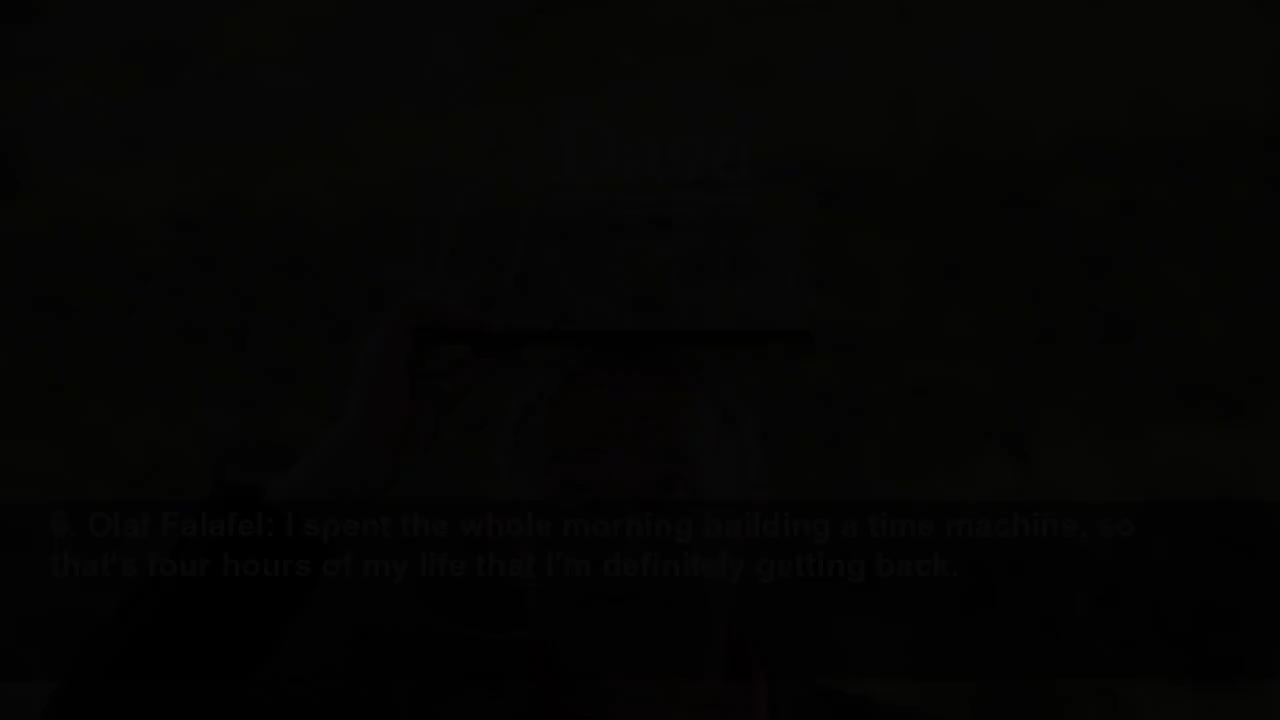 Olaf Falafel: I spent the whole morning building a time machine, so
that's four hours of my life that I'm definitely getting back.